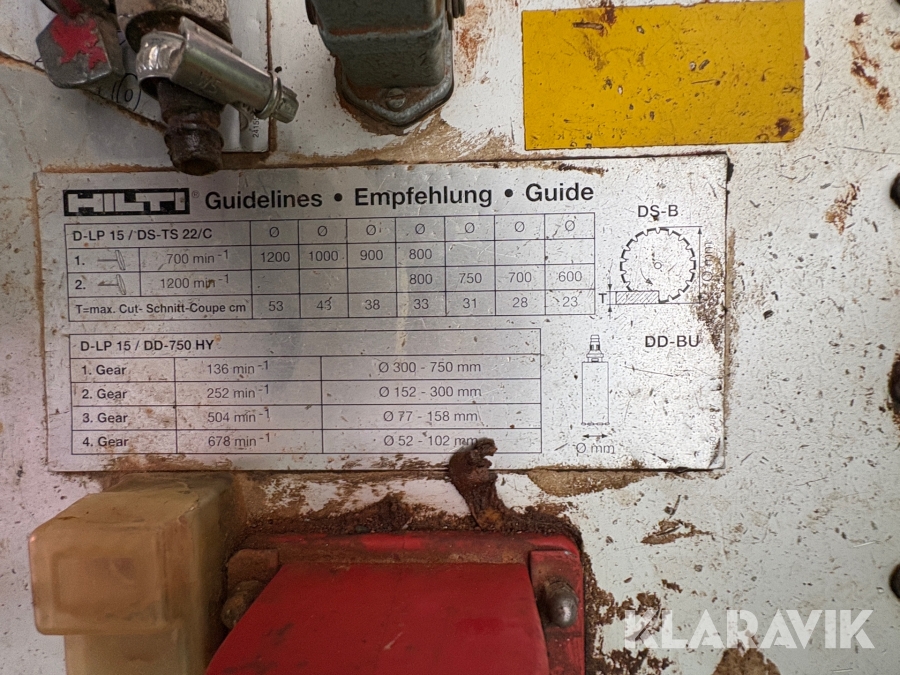 HILTI® Guidelines • Empfehlung • Guide
D-LP 15 / DS-TS 22/C Ø Ø Ø Ø Ø Ø Ø
1. 700 min-1 1200 1000 900 800
2. 1200 min-1 800 750 700 600
T=max. Cut- Schnitt-Coupe cm 53 43 38 33 31 28 23
DS-B
Ø mm
T
D-LP 15 / DD-750 HY
1. Gear 136 min-1 Ø 300 - 750 mm
2. Gear 252 min-1 Ø 152 - 300 mm
3. Gear 504 min-1 Ø 77 - 158 mm
4. Gear 678 min-1 Ø 52 - 102 mm
DD-BU
Ø mm
KLARAVIK